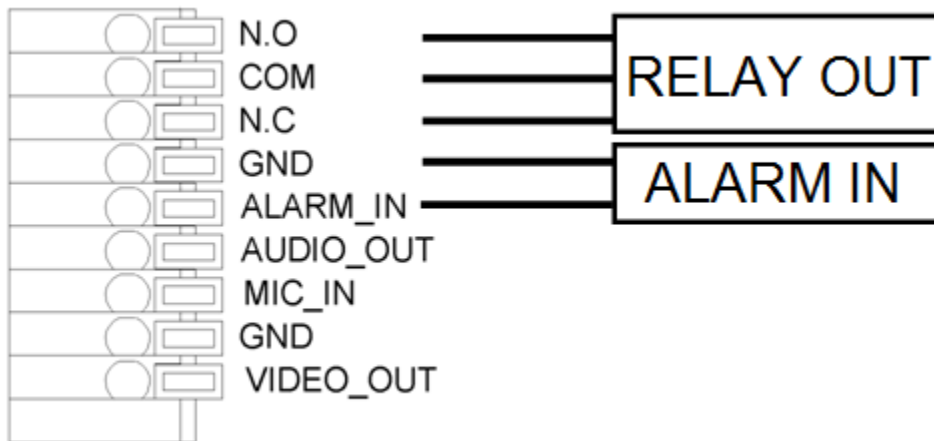 N.O
COM
N.C
GND
ALARM_IN
AUDIO_OUT
MIC_IN
GND
VIDEO_OUT
RELAY OUT
ALARM IN